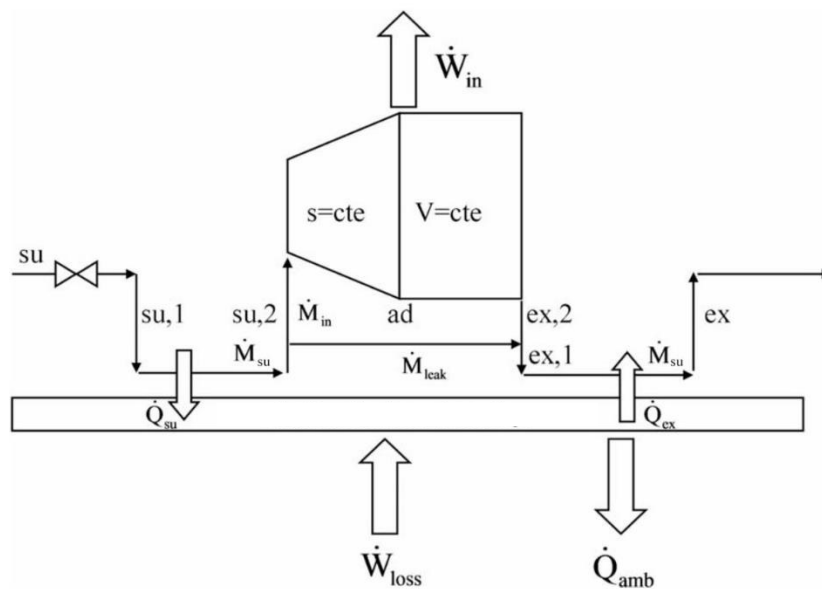 Ẇin
s=cte
V=cte
su
su,1
su,2
Ṁin
ad
ex,2
ex
Ṁsu
Ṁleak
ex,1
Ṁsu
Q̇su
Q̇ex
Ẇloss
Q̇amb